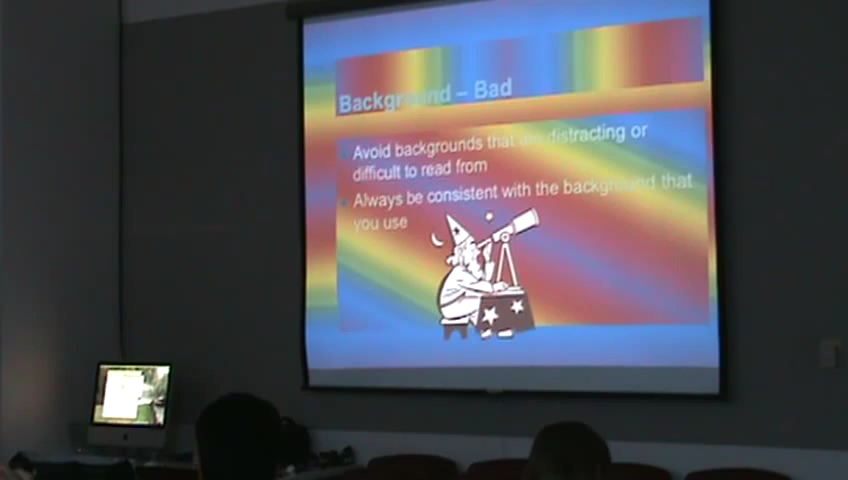 Background – Bad
Avoid backgrounds that are distracting or
difficult to read from
Always be consistent with the background that
you use